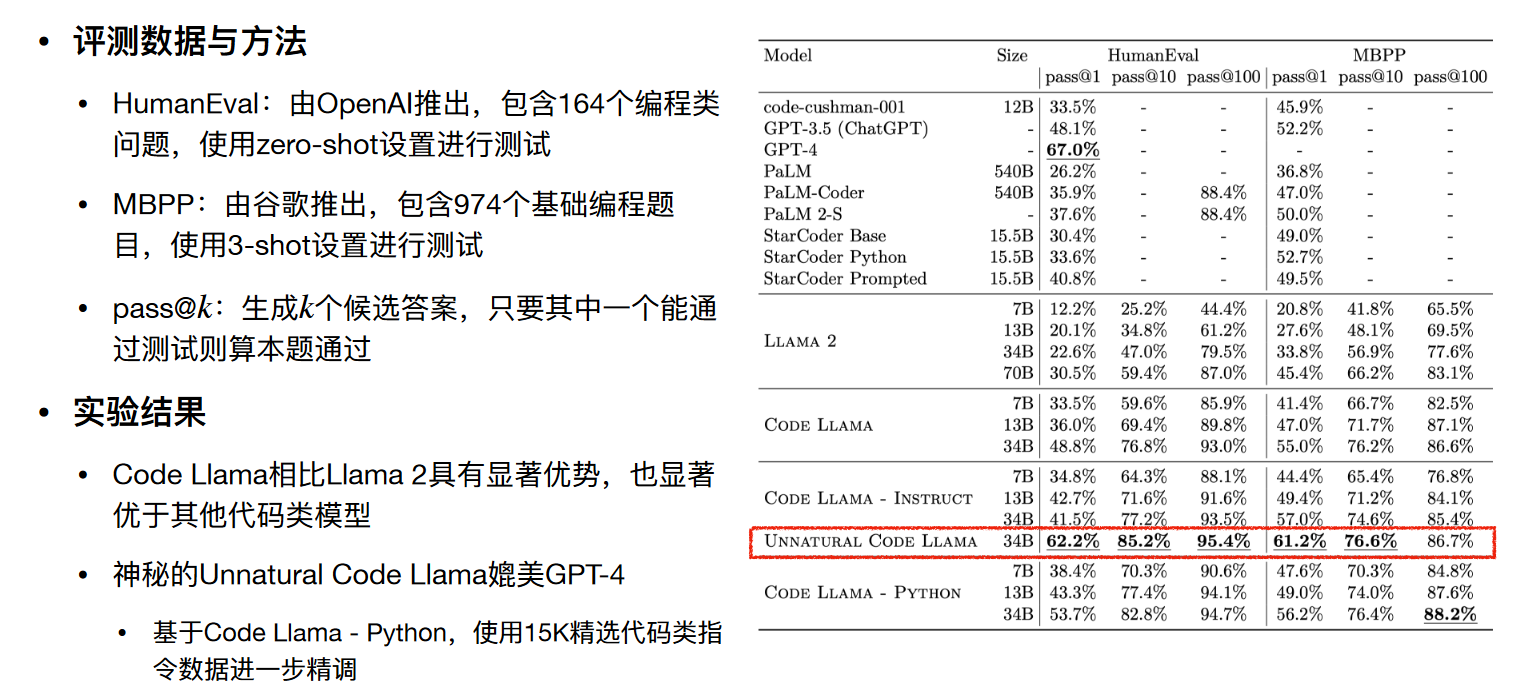 • 评测数据与方法
• HumanEval：由OpenAI推出，包含164个编程类
问题，使用zero-shot设置进行测试
• MBPP：由谷歌推出，包含974个基础编程题
目，使用3-shot设置进行测试
• pass@k：生成k个候选答案，只要其中一个能通
过测试则算本题通过
• 实验结果
• Code Llama相比Llama 2具有显著优势，也显著
优于其他代码类模型
• 神秘的Unnatural Code Llama媲美GPT-4
• 基于Code Llama - Python，使用15K精选代码类指
令数据进一步精调
Model Size HumanEval MBPP
pass@1 pass@10 pass@100 pass@1 pass@10 pass@100
code-cushman-001 12B 33.5% - - 45.9% - -
GPT-3.5 (ChatGPT) - 48.1% - - 52.2% - -
GPT-4 - 67.0% - - - - -
PaLM 540B 26.2% - - 36.8% - -
PaLM-Coder 540B 35.9% - 88.4% 47.0% - -
PaLM 2-S - 37.6% - 88.4% 50.0% - -
StarCoder Base 15.5B 30.4% - - 49.0% - -
StarCoder Python 15.5B 33.6% - - 52.7% - -
StarCoder Prompted 15.5B 40.8% - - 49.5% - -
7B 12.2% 25.2% 44.4% 20.8% 41.8% 65.5%
13B 20.1% 34.8% 61.2% 27.6% 48.1% 69.5%
LLAMA 2
34B 22.6% 47.0% 79.5% 33.8% 56.9% 77.6%
70B 30.5% 59.4% 87.0% 45.4% 66.2% 83.1%
7B 33.5% 59.6% 85.9% 41.4% 66.7% 82.5%
CODE LLAMA 13B 36.0% 69.4% 89.8% 47.0% 71.7% 87.1%
34B 48.8% 76.8% 93.0% 55.0% 76.2% 86.6%
7B 34.8% 64.3% 88.1% 44.4% 65.4% 76.8%
CODE LLAMA - INSTRUCT 13B 42.7% 71.6% 91.6% 49.4% 71.2% 84.1%
34B 41.5% 77.2% 93.5% 57.0% 74.6% 85.4%
UNNATURAL CODE LLAMA 34B 62.2% 85.2% 95.4% 61.2% 76.6% 86.7%
7B 38.4% 70.3% 90.6% 47.6% 70.3% 84.8%
CODE LLAMA - PYTHON 13B 43.3% 77.4% 94.1% 49.0% 74.0% 87.6%
34B 53.7% 82.8% 94.7% 56.2% 76.4% 88.2%